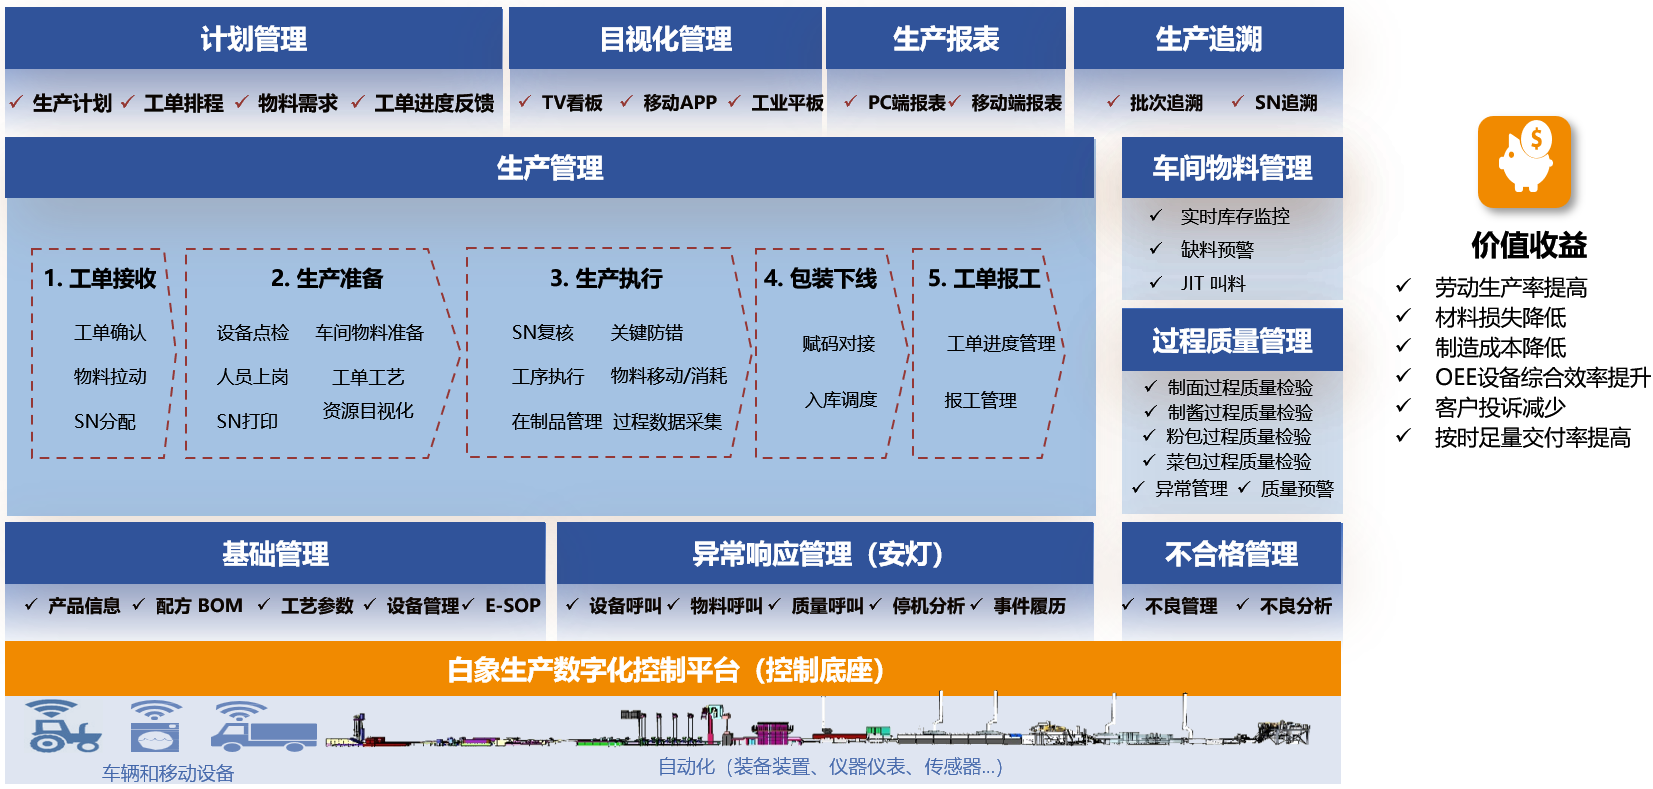 计划管理
生产计划 工单排程 物料需求 工单进度反馈
目视化管理
TV看板 移动APP 工业平板
生产报表
PC端报表 移动端报表
生产追溯
批次追溯 SN追溯
生产管理
1. 工单接收
工单确认
物料拉动
SN分配
2. 生产准备
设备点检 车间物料准备
人员上岗 工单工艺
SN打印 资源目视化
3. 生产执行
SN复核 关键防错
工序执行 物料移动/消耗
在制品管理 过程数据采集
4. 包装下线
赋码对接
入库调度
5. 工单报工
工单进度管理
报工管理
车间物料管理
实时库存监控
缺料预警
JIT 叫料
过程质量管理
制面过程质量检验
制酱过程质量检验
粉包过程质量检验
菜包过程质量检验
异常管理 质量预警
基础管理
产品信息 配方 BOM 工艺参数 设备管理 E-SOP
异常响应管理（安灯）
设备呼叫 物料呼叫 质量呼叫 停机分析 事件履历
不合格管理
不良管理 不良分析
白象生产数字化控制平台（控制底座）
车辆和移动设备
自动化（装备装置、仪器仪表、传感器...）
$
价值收益
劳动生产率提高
材料损失降低
制造成本降低
OEE设备综合效率提升
客户投诉减少
按时足量交付率提高